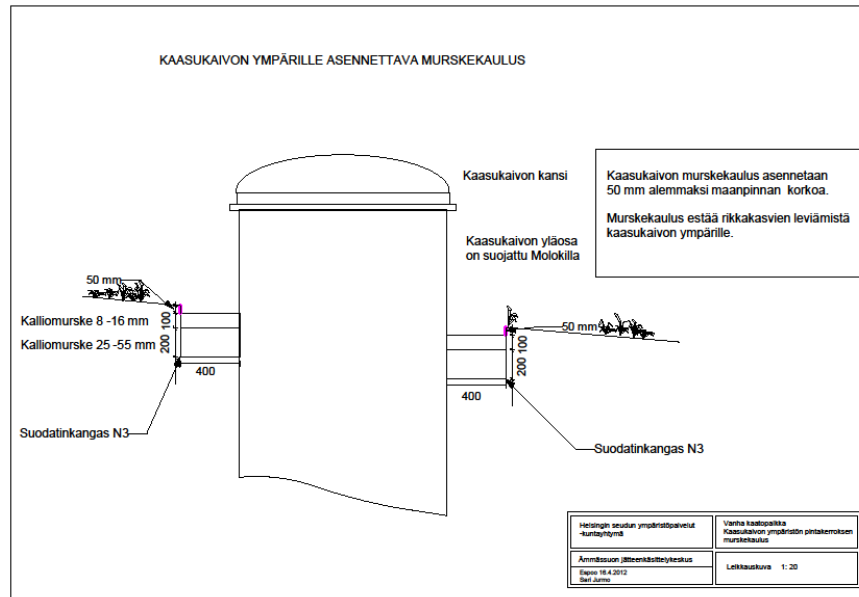 KAASUKAIVON YMPÄRILLE ASENNETTAVA MURSKEKAULUS
Kaasukaivon kansi
Kaasukaivon murskekaulus asennetaan
50 mm alemmaksi maanpinnan korkoa.
Murskekaulus estää rikkakasvien leviämistä
kaasukaivon ympärille.
Kaasukaivon yläosa
on suojattu Molokilla
50 mm
Kalliomurske 8 -16 mm
100
Kalliomurske 25 -55 mm
200
400
Suodatinkangas N3
50 mm
100
200
400
Suodatinkangas N3
Helsingin seudun ympäristöpalvelut
-kuntayhtymä
Vanha kaatopaikka
Kaasukaivon ympäristön pintakerroksen
murskekaulus
Ämmässuon jätteenkäsittelykeskus
Espoo 16.4.2012
Sari Jurmo
Leikkauskuva 1: 20